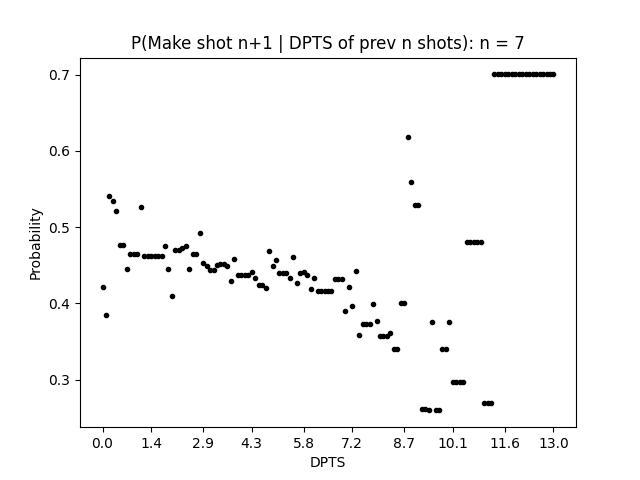 P(Make shot n+1 | DPTS of prev n shots): n = 7
0.7
0.6
0.5
0.4
0.3
Probability
0.0 1.4 2.9 4.3 5.8 7.2 8.7 10.1 11.6 13.0
DPTS